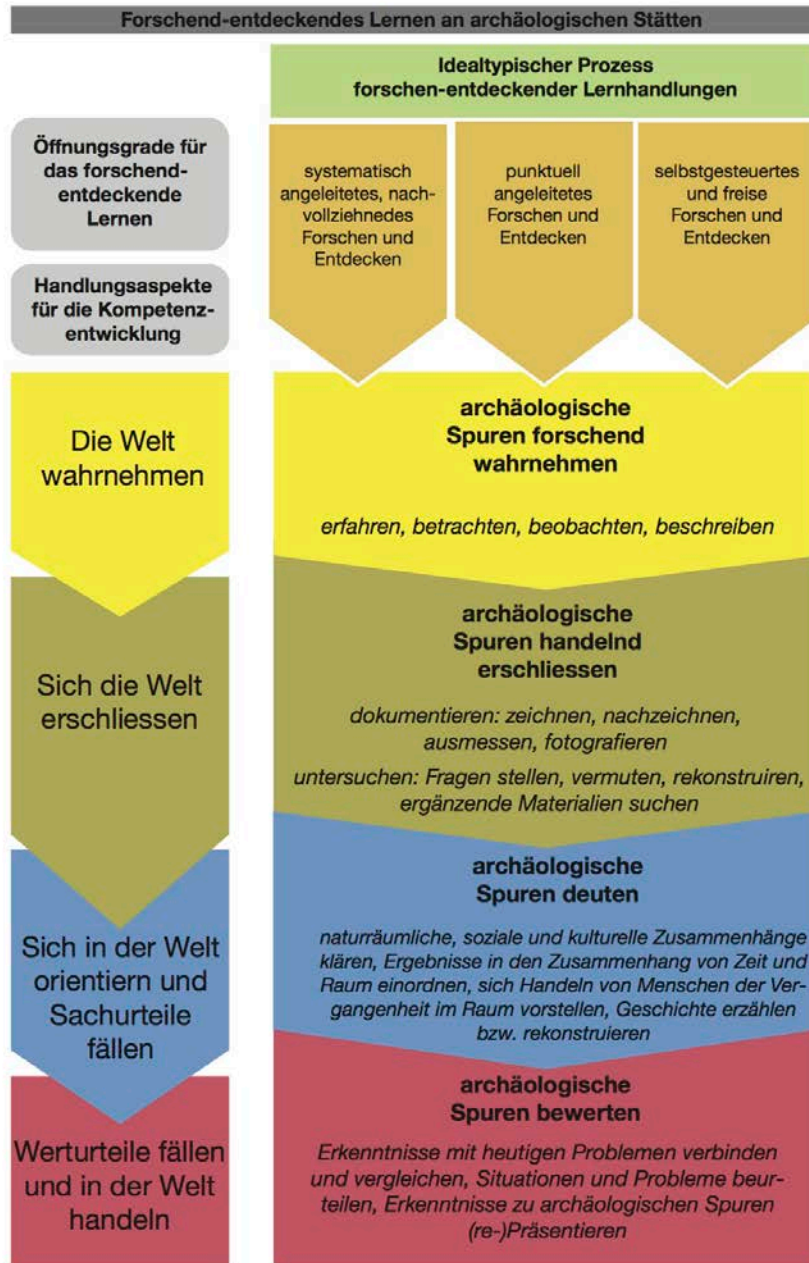 Forschend-entdeckendes Lernen an archäologischen Stätten
Idealtypischer Prozess
forschen-entdeckender Lernhandlungen
Öffnungsgrade für
das forschend-
entdeckende
Lernen
systematisch
angeleitetes, nach-
vollziehnedes
Forschen und
Entdecken
punktuell
angeleitetes
Forschen und
Entdecken
selbstgesteuertes
und freise
Forschen und
Entdecken
Handlungsaspekte
für die Kompetenz-
entwicklung
Die Welt
wahrnehmen
archäologische
Spuren forschend
wahrnehmen
erfahren, betrachten, beobachten, beschreiben
Sich die Welt
erschliessen
archäologische
Spuren handelnd
erschliessen
dokumentieren: zeichnen, nachzeichnen,
ausmessen, fotografieren
untersuchen: Fragen stellen, vermuten, rekonstruiren,
ergänzende Materialien suchen
Sich in der Welt
orientiern und
Sachurteile
fällen
archäologische
Spuren deuten
naturräumliche, soziale und kulturelle Zusammenhänge
klären, Ergebnisse in den Zusammenhang von Zeit und
Raum einordnen, sich Handeln von Menschen der Ver-
gangenheit im Raum vorstellen, Geschichte erzählen
bzw. rekonstruieren
Werturteile fällen
und in der Welt
handeln
archäologische
Spuren bewerten
Erkenntnisse mit heutigen Problemen verbinden
und vergleichen, Situationen und Probleme beur-
teilen, Erkenntnisse zu archäologischen Spuren
(re-)Präsentieren